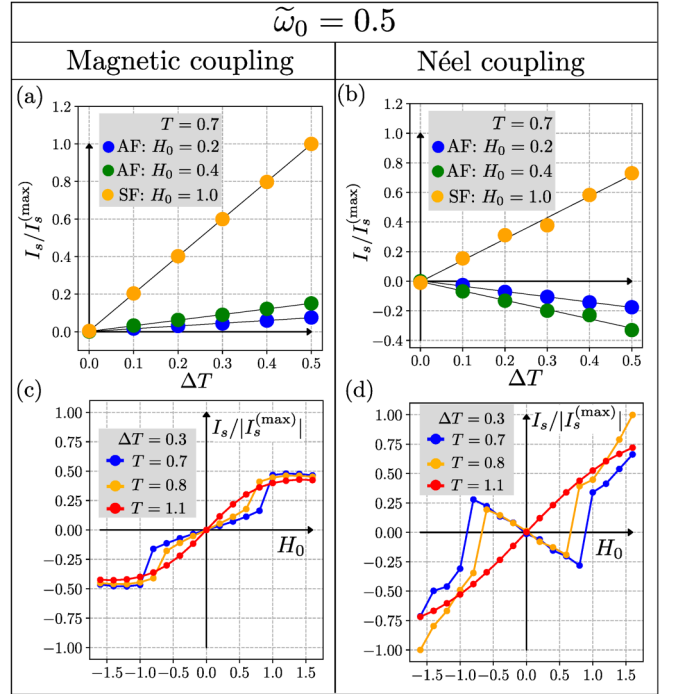 ω̃₀ = 0.5
Magnetic coupling
Néel coupling
(a)
I_s/I_s^(max)
1.2
1.0
0.8
0.6
0.4
0.2
0.0
T = 0.7
AF: H₀ = 0.2
AF: H₀ = 0.4
SF: H₀ = 1.0
0.0 0.1 0.2 0.3 0.4 0.5
ΔT
(b)
I_s/I_s^(max)
1.2
1.0
0.8
0.6
0.4
0.2
0.0
−0.2
−0.4
T = 0.7
AF: H₀ = 0.2
AF: H₀ = 0.4
SF: H₀ = 1.0
0.0 0.1 0.2 0.3 0.4 0.5
ΔT
(c)
1.00
0.75
0.50
0.25
0.00
−0.25
−0.50
−0.75
−1.00
ΔT = 0.3
T = 0.7
T = 0.8
T = 1.1
I_s/|I_s^(max)|
H₀
−1.5 −1.0 −0.5 0.0 0.5 1.0 1.5
(d)
1.00
0.75
0.50
0.25
0.00
−0.25
−0.50
−0.75
−1.00
ΔT = 0.3
T = 0.7
T = 0.8
T = 1.1
I_s/|I_s^(max)|
H₀
−1.5 −1.0 −0.5 0.0 0.5 1.0 1.5